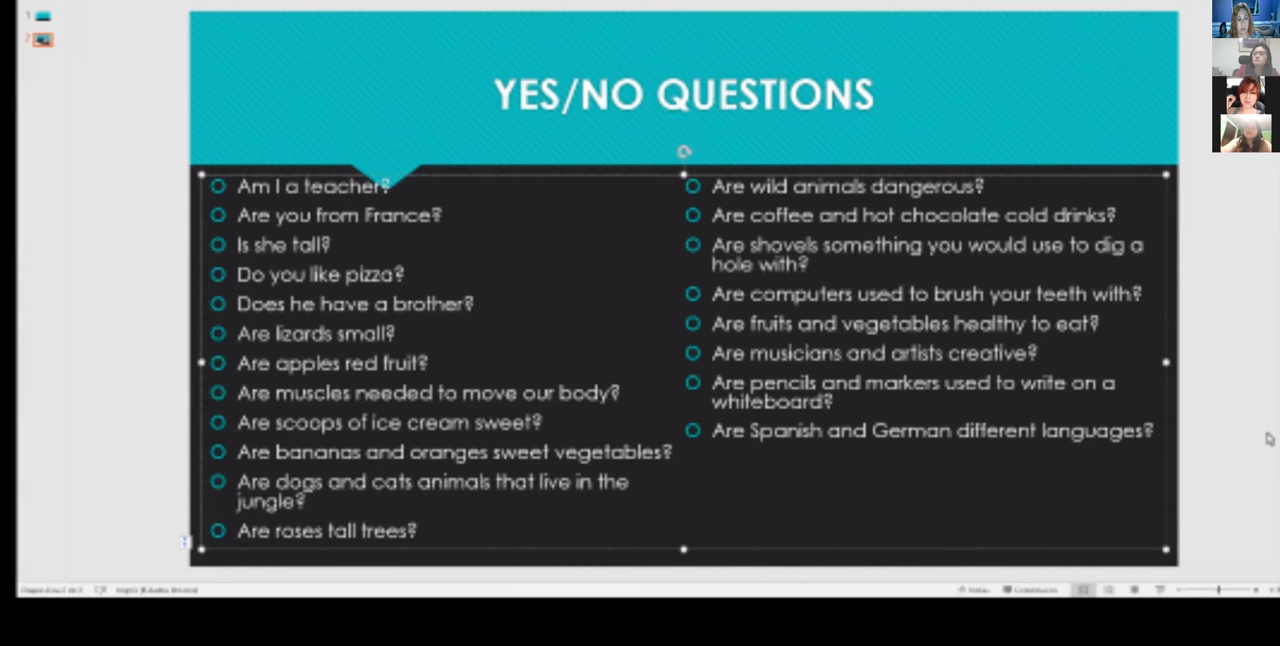 1
2
YES/NO QUESTIONS
Am I a teacher?
Are you from France?
Is she tall?
Do you like pizza?
Does he have a brother?
Are lizards small?
Are apples red fruit?
Are muscles needed to move our body?
Are scoops of ice cream sweet?
Are bananas and oranges sweet vegetables?
Are dogs and cats animals that live in the
jungle?
Are roses tall trees?
Are wild animals dangerous?
Are coffee and hot chocolate cold drinks?
Are shovels something you would use to dig a
hole with?
Are computers used to brush your teeth with?
Are fruits and vegetables healthy to eat?
Are musicians and artists creative?
Are pencils and markers used to write on a
whiteboard?
Are Spanish and German different languages?